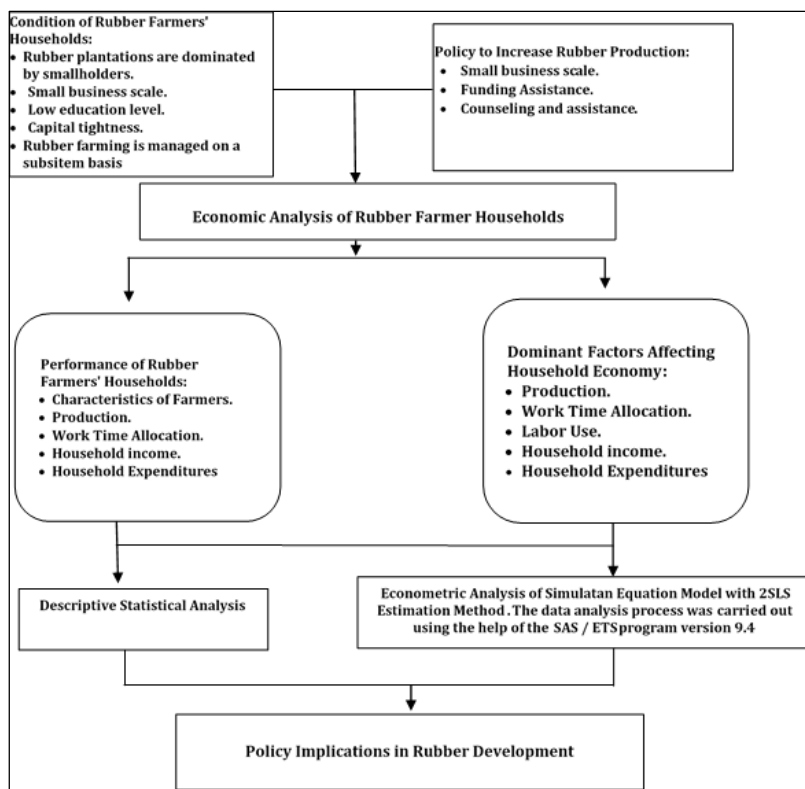 Condition of Rubber Farmers'
Households:
• Rubber plantations are dominated
by smallholders.
• Small business scale.
• Low education level.
• Capital tightness.
• Rubber farming is managed on a
subsitem basis
Policy to Increase Rubber Production:
• Small business scale.
• Funding Assistance.
• Counseling and assistance.
Economic Analysis of Rubber Farmer Households
Performance of Rubber
Farmers' Households:
• Characteristics of Farmers.
• Production.
• Work Time Allocation.
• Household income.
• Household Expenditures
Dominant Factors Affecting
Household Economy:
• Production.
• Work Time Allocation.
• Labor Use.
• Household income.
• Household Expenditures
Descriptive Statistical Analysis
Econometric Analysis of Simulatan Equation Model with 2SLS
Estimation Method. The data analysis process was carried out
using the help of the SAS / ETSprogram version 9.4
Policy Implications in Rubber Development